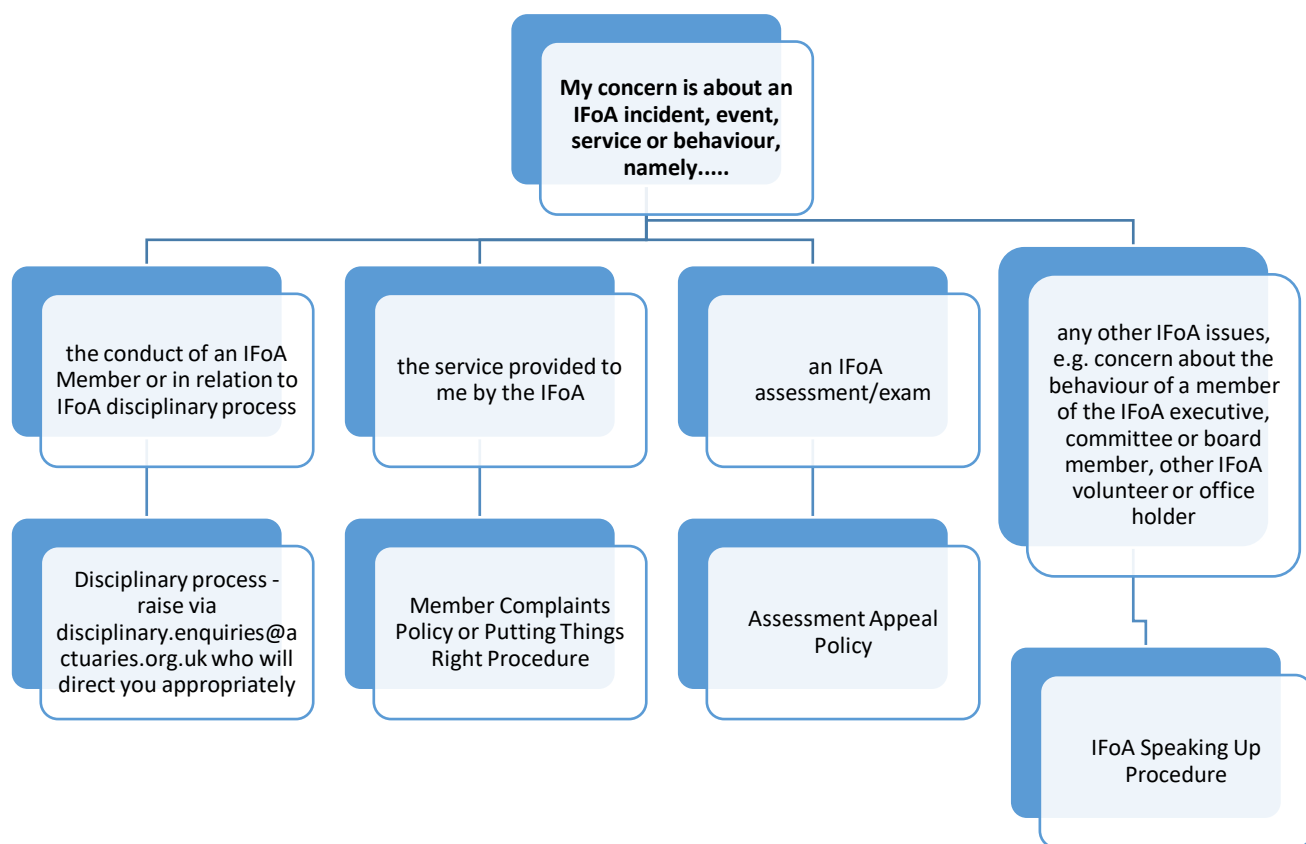 My concern is about an
IFoA incident, event,
service or behaviour,
namely.....
the conduct of an IFoA
Member or in relation to
IFoA disciplinary process
the service provided to
me by the IFoA
an IFoA
assessment/exam
any other IFoA issues,
e.g. concern about the
behaviour of a member
of the IFoA executive,
committee or board
member, other IFoA
volunteer or office
holder
Disciplinary process -
raise via
disciplinary.enquiries@a
ctuaries.org.uk who will
direct you appropriately
Member Complaints
Policy or Putting Things
Right Procedure
Assessment Appeal
Policy
IFoA Speaking Up
Procedure